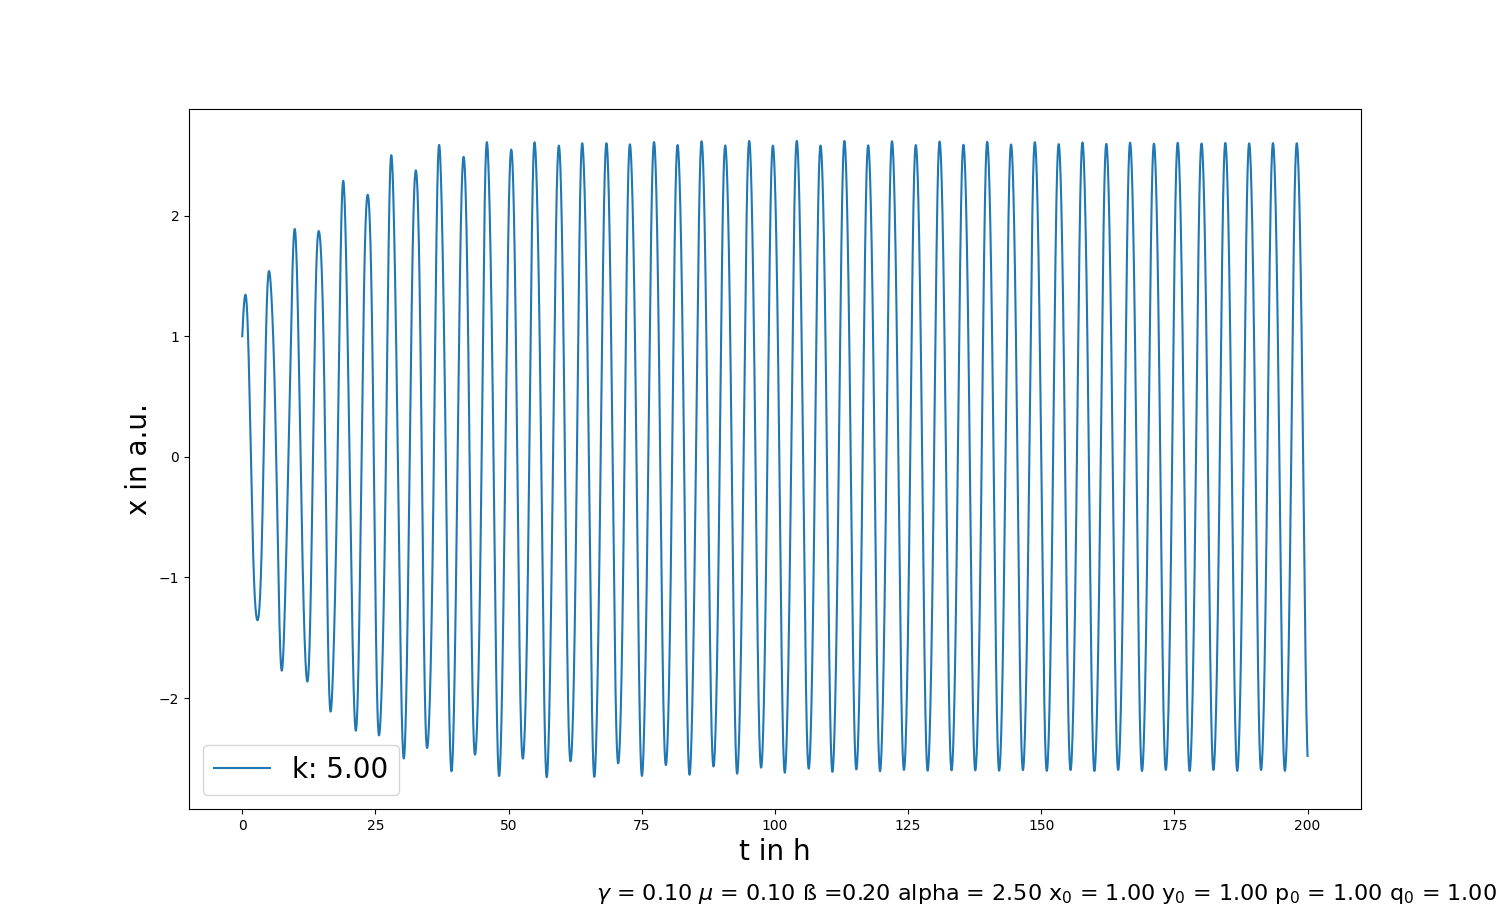 2
1
0
−1
−2
x in a.u.
k: 5.00
0 25 50 75 100 125 150 175 200
t in h
γ = 0.10 μ = 0.10 ß =0.20 alpha = 2.50 x₀ = 1.00 y₀ = 1.00 p₀ = 1.00 q₀ = 1.00